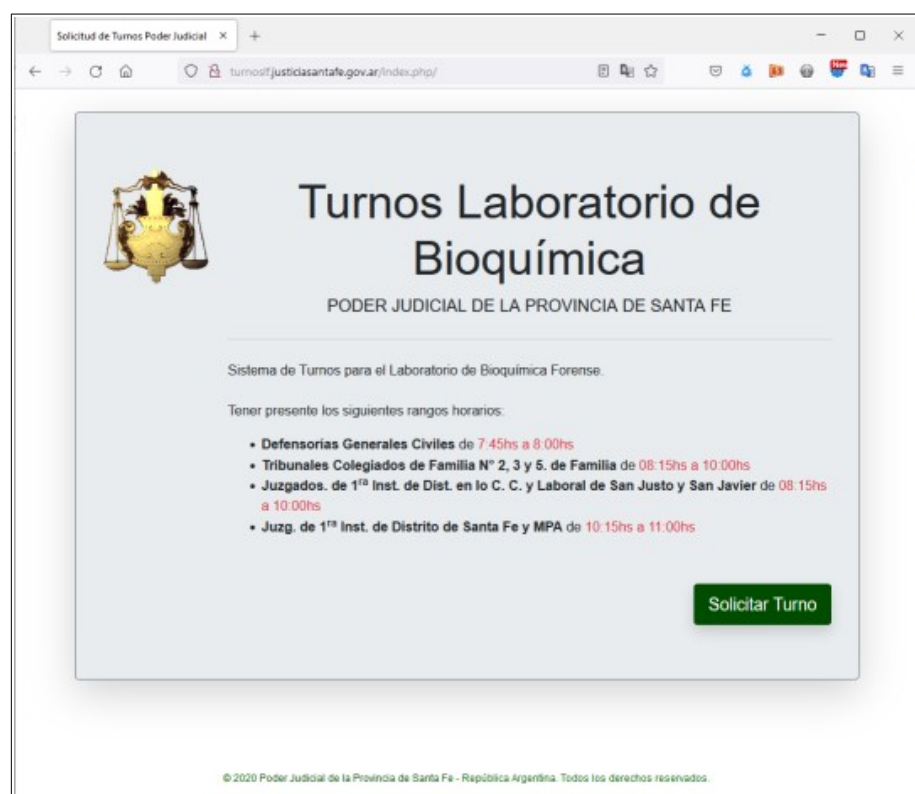 Solicitud de Turnos Poder Judicial
turnoslf.justiciasantafe.gov.ar/index.php/
Turnos Laboratorio de
Bioquímica
PODER JUDICIAL DE LA PROVINCIA DE SANTA FE
Sistema de Turnos para el Laboratorio de Bioquímica Forense.
Tener presente los siguientes rangos horarios:
• Defensorías Generales Civiles de 7:45hs a 8:00hs
• Tribunales Colegiados de Familia N° 2, 3 y 5. de Familia de 08:15hs a 10:00hs
• Juzgados. de 1ra Inst. de Dist. en lo C. C. y Laboral de San Justo y San Javier de 08:15hs
a 10:00hs
• Juzg. de 1ra Inst. de Distrito de Santa Fe y MPA de 10:15hs a 11:00hs
Solicitar Turno
© 2020 Poder Judicial de la Provincia de Santa Fe - República Argentina. Todos los derechos reservados.